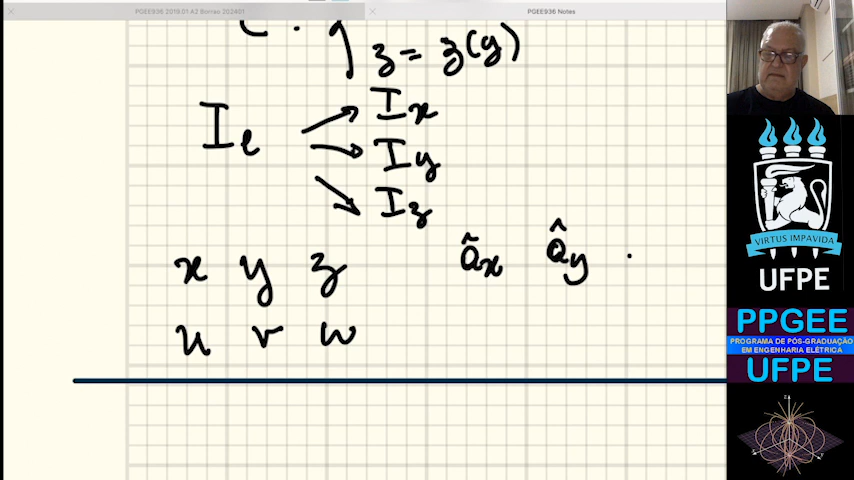 PGEE936 2019.01 A2 Borrao 202401
PGEE936 Notes
z = z(y)
I_l
I_x
I_y
I_z
x y z
â_x â_y .
u v w
VIRTUS IMPAVIDA
UFPE
PPGEE
PROGRAMA DE PÓS-GRADUAÇÃO
EM ENGENHARIA ELÉTRICA
UFPE